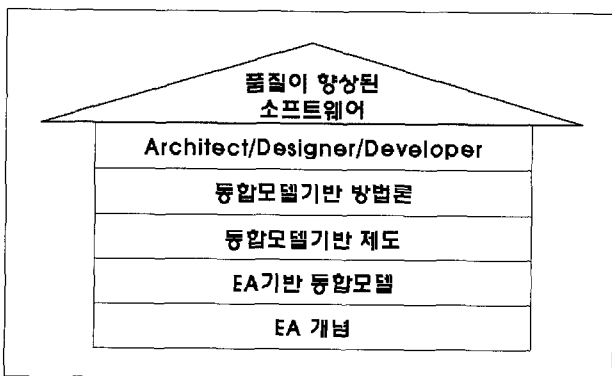 품질이 향상된
소프트웨어
Architect/Designer/Developer
통합모델기반 방법론
통합모델기반 제도
EA기반 통합모델
EA 개념